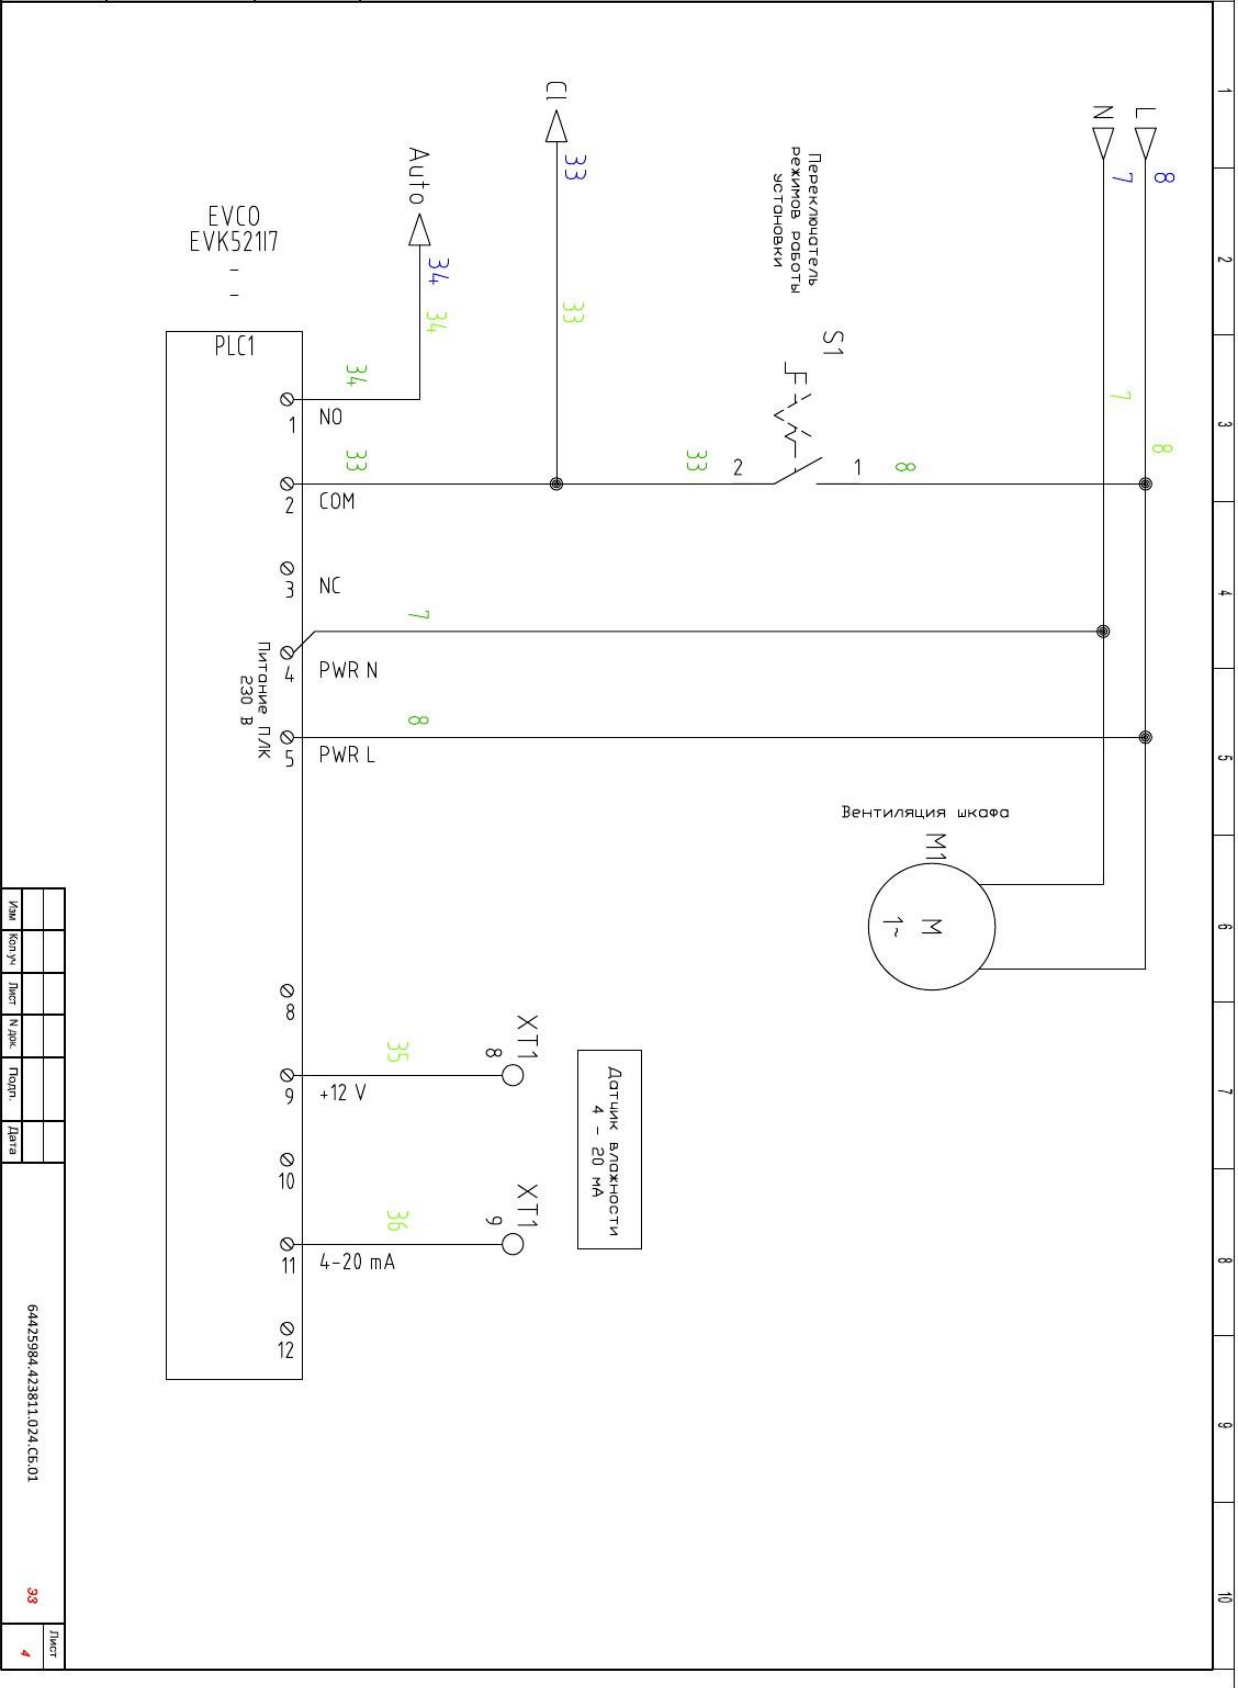 1
2
3
4
5
6
7
8
9
10
L
8
N
7
8
7
Переключатель
режимов работы
установки
S1
1
2
8
33
Cl
33
33
Auto
34
34
EVCO
EVK521I7
-
-
PLC1
34
1
NO
33
2
COM
3
NC
7
4
PWR N
8
5
PWR L
Питание ПЛК
230 В
Вентиляция шкафа
M1
M
1~
8
XT1
8
35
9
+12 V
10
XT1
9
36
11
4-20 mA
12
Датчик влажности
4 - 20 мА
Изм
Кол.уч
Лист
N док.
Подп.
Дата
64425984.423811.024.СБ.01
ЭЗ
Лист
4